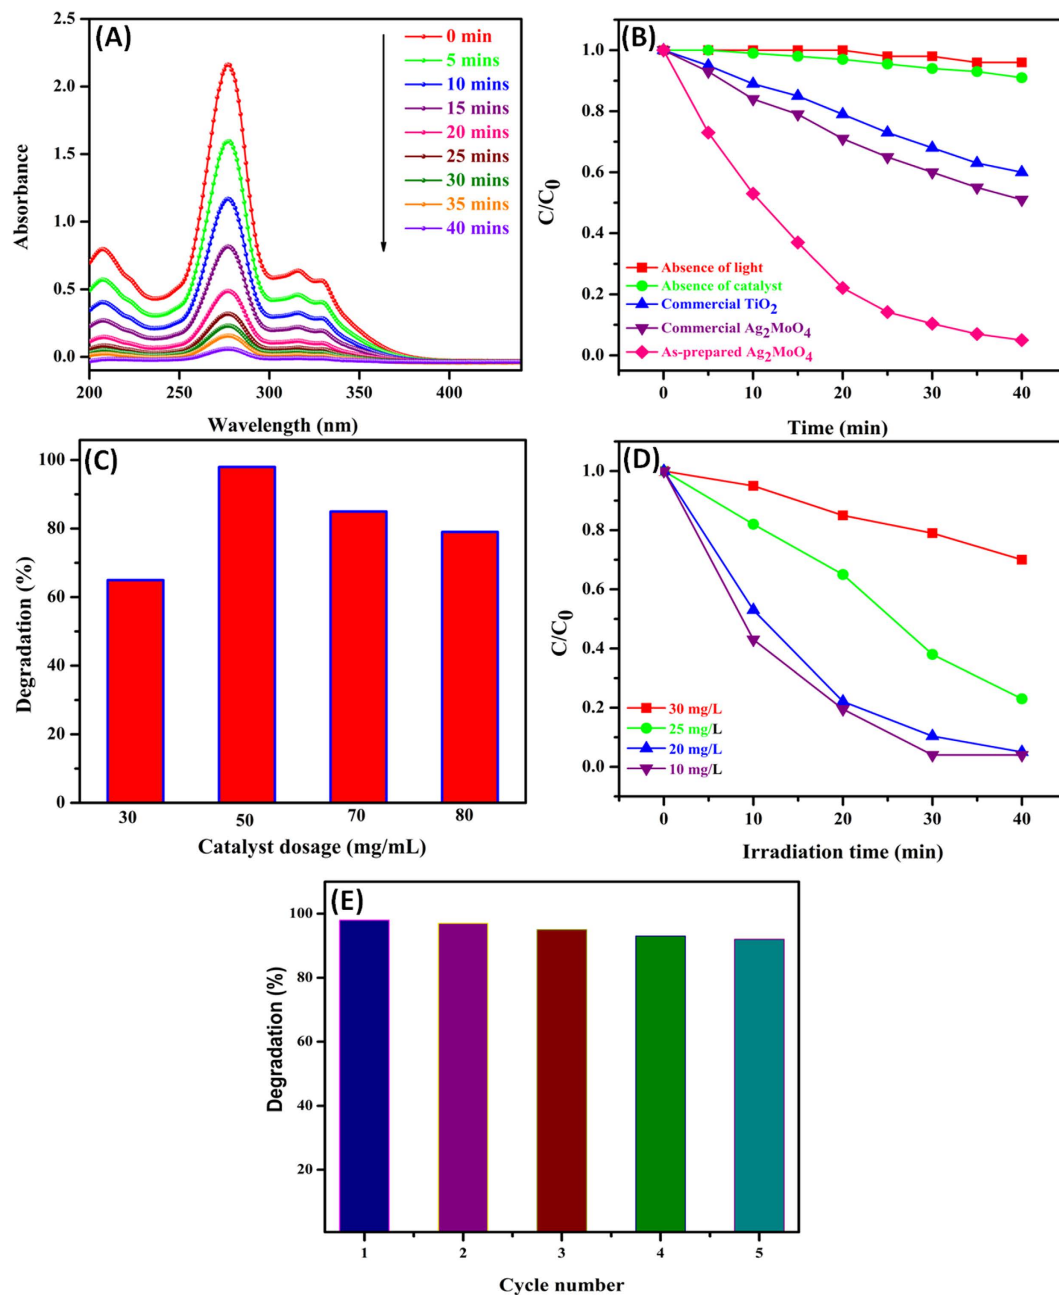 (A)
2.5
2.0
1.5
1.0
0.5
0.0
Absorbance
200
250
300
350
400
Wavelength (nm)
0 min
5 mins
10 mins
15 mins
20 mins
25 mins
30 mins
35 mins
40 mins
(B)
1.0
0.8
0.6
0.4
0.2
0.0
C/C0
0
10
20
30
40
Time (min)
Absence of light
Absence of catalyst
Commercial TiO2
Commercial Ag2MoO4
As-prepared Ag2MoO4
(C)
100
80
60
40
20
0
Degradation (%)
30
50
70
80
Catalyst dosage (mg/mL)
(D)
1.0
0.8
0.6
0.4
0.2
0.0
C/C0
0
10
20
30
40
Irradiation time (min)
30 mg/L
25 mg/L
20 mg/L
10 mg/L
(E)
100
80
60
40
20
Degradation (%)
1
2
3
4
5
Cycle number